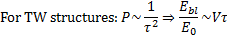 For TW structures: P ~ 1/τ² ⇒ E_bl/E_0 ~ Vτ